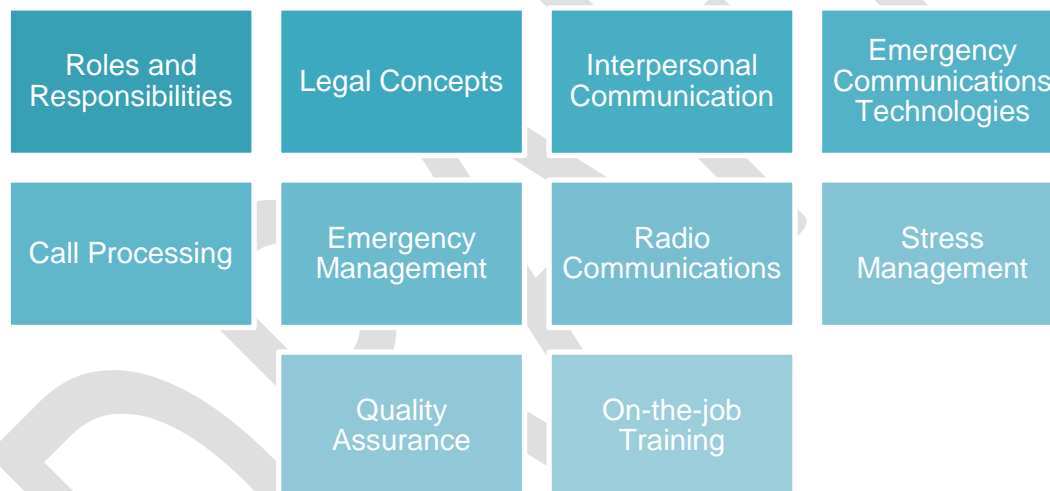 Roles and
Responsibilities
Legal Concepts
Interpersonal
Communication
Emergency
Communications
Technologies
Call Processing
Emergency
Management
Radio
Communications
Stress
Management
Quality
Assurance
On-the-job
Training